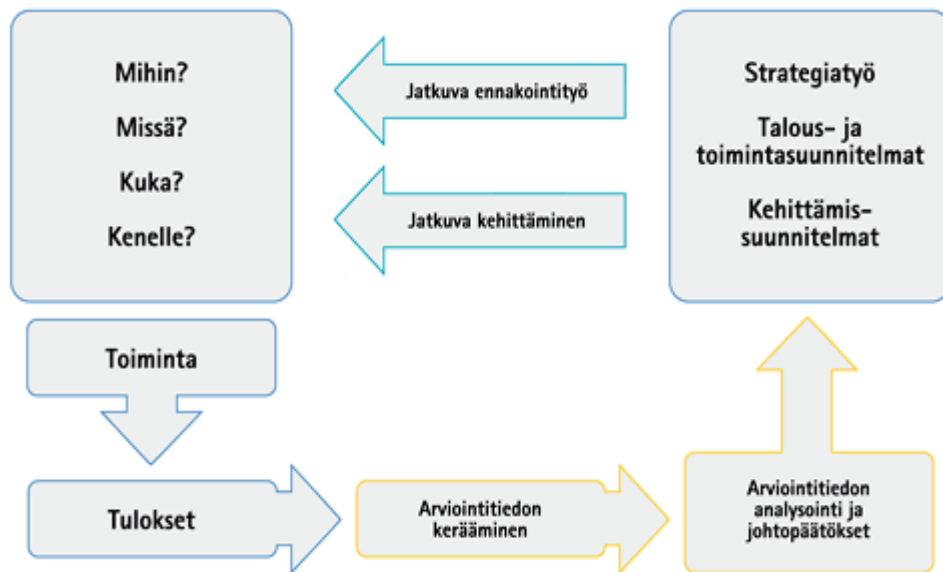 Mihin?
Missä?
Kuka?
Kenelle?
Jatkuva ennakointityö
Jatkuva kehittäminen
Strategiatyö
Talous- ja
toimintasuunnitelmat
Kehittämis-
suunnitelmat
Toiminta
Tulokset
Arviointitiedon
kerääminen
Arviointitiedon
analysointi ja
johtopäätökset